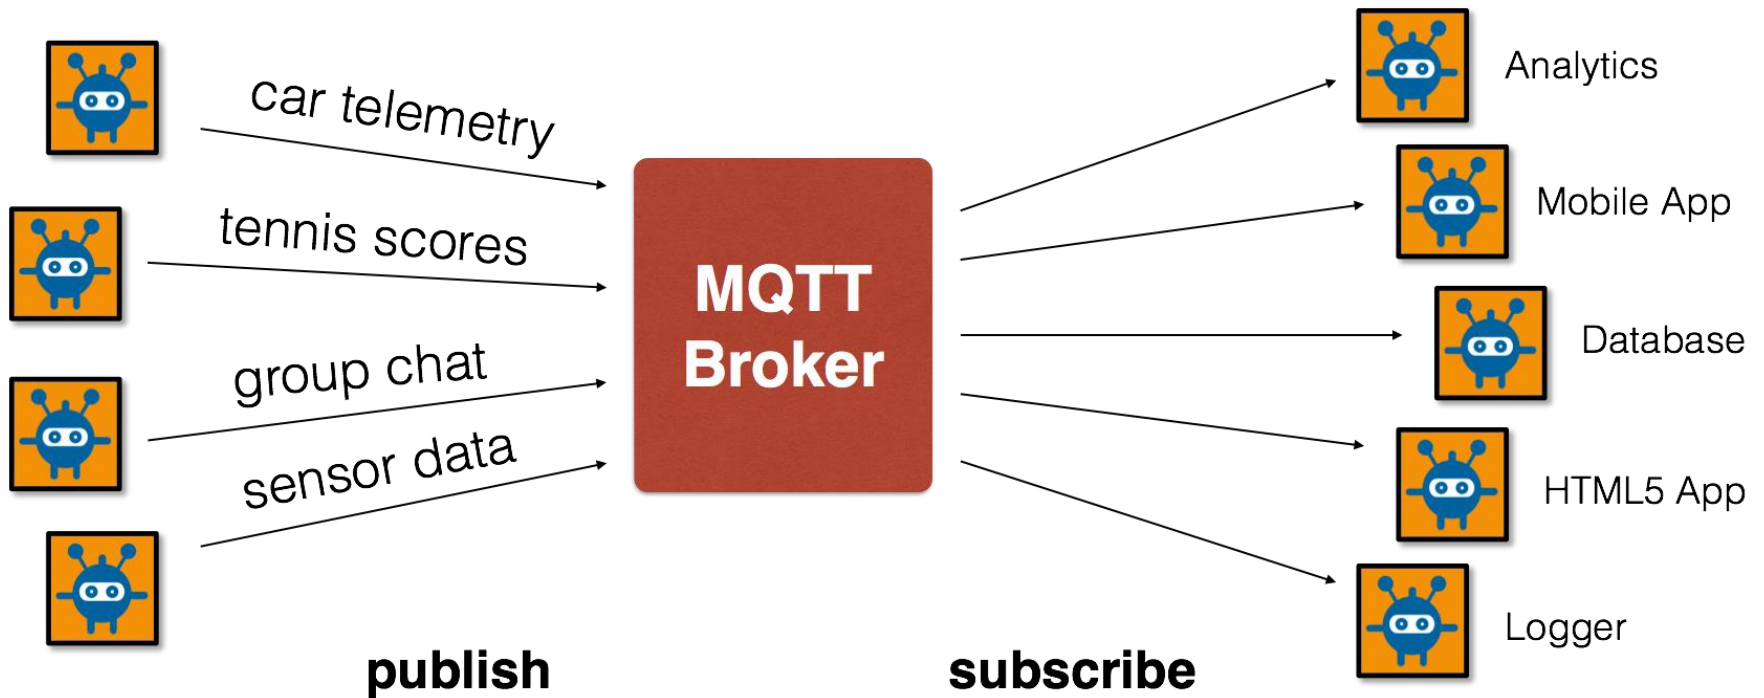 car telemetry
tennis scores
group chat
sensor data
publish
MQTT
Broker
subscribe
Analytics
Mobile App
Database
HTML5 App
Logger